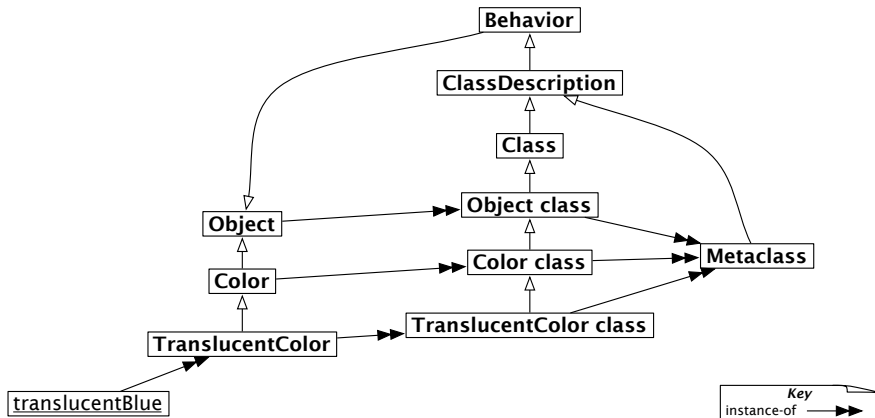 Behavior
ClassDescription
Class
Object class
Object
Metaclass
Color class
Color
TranslucentColor class
TranslucentColor
translucentBlue
Key
instance-of